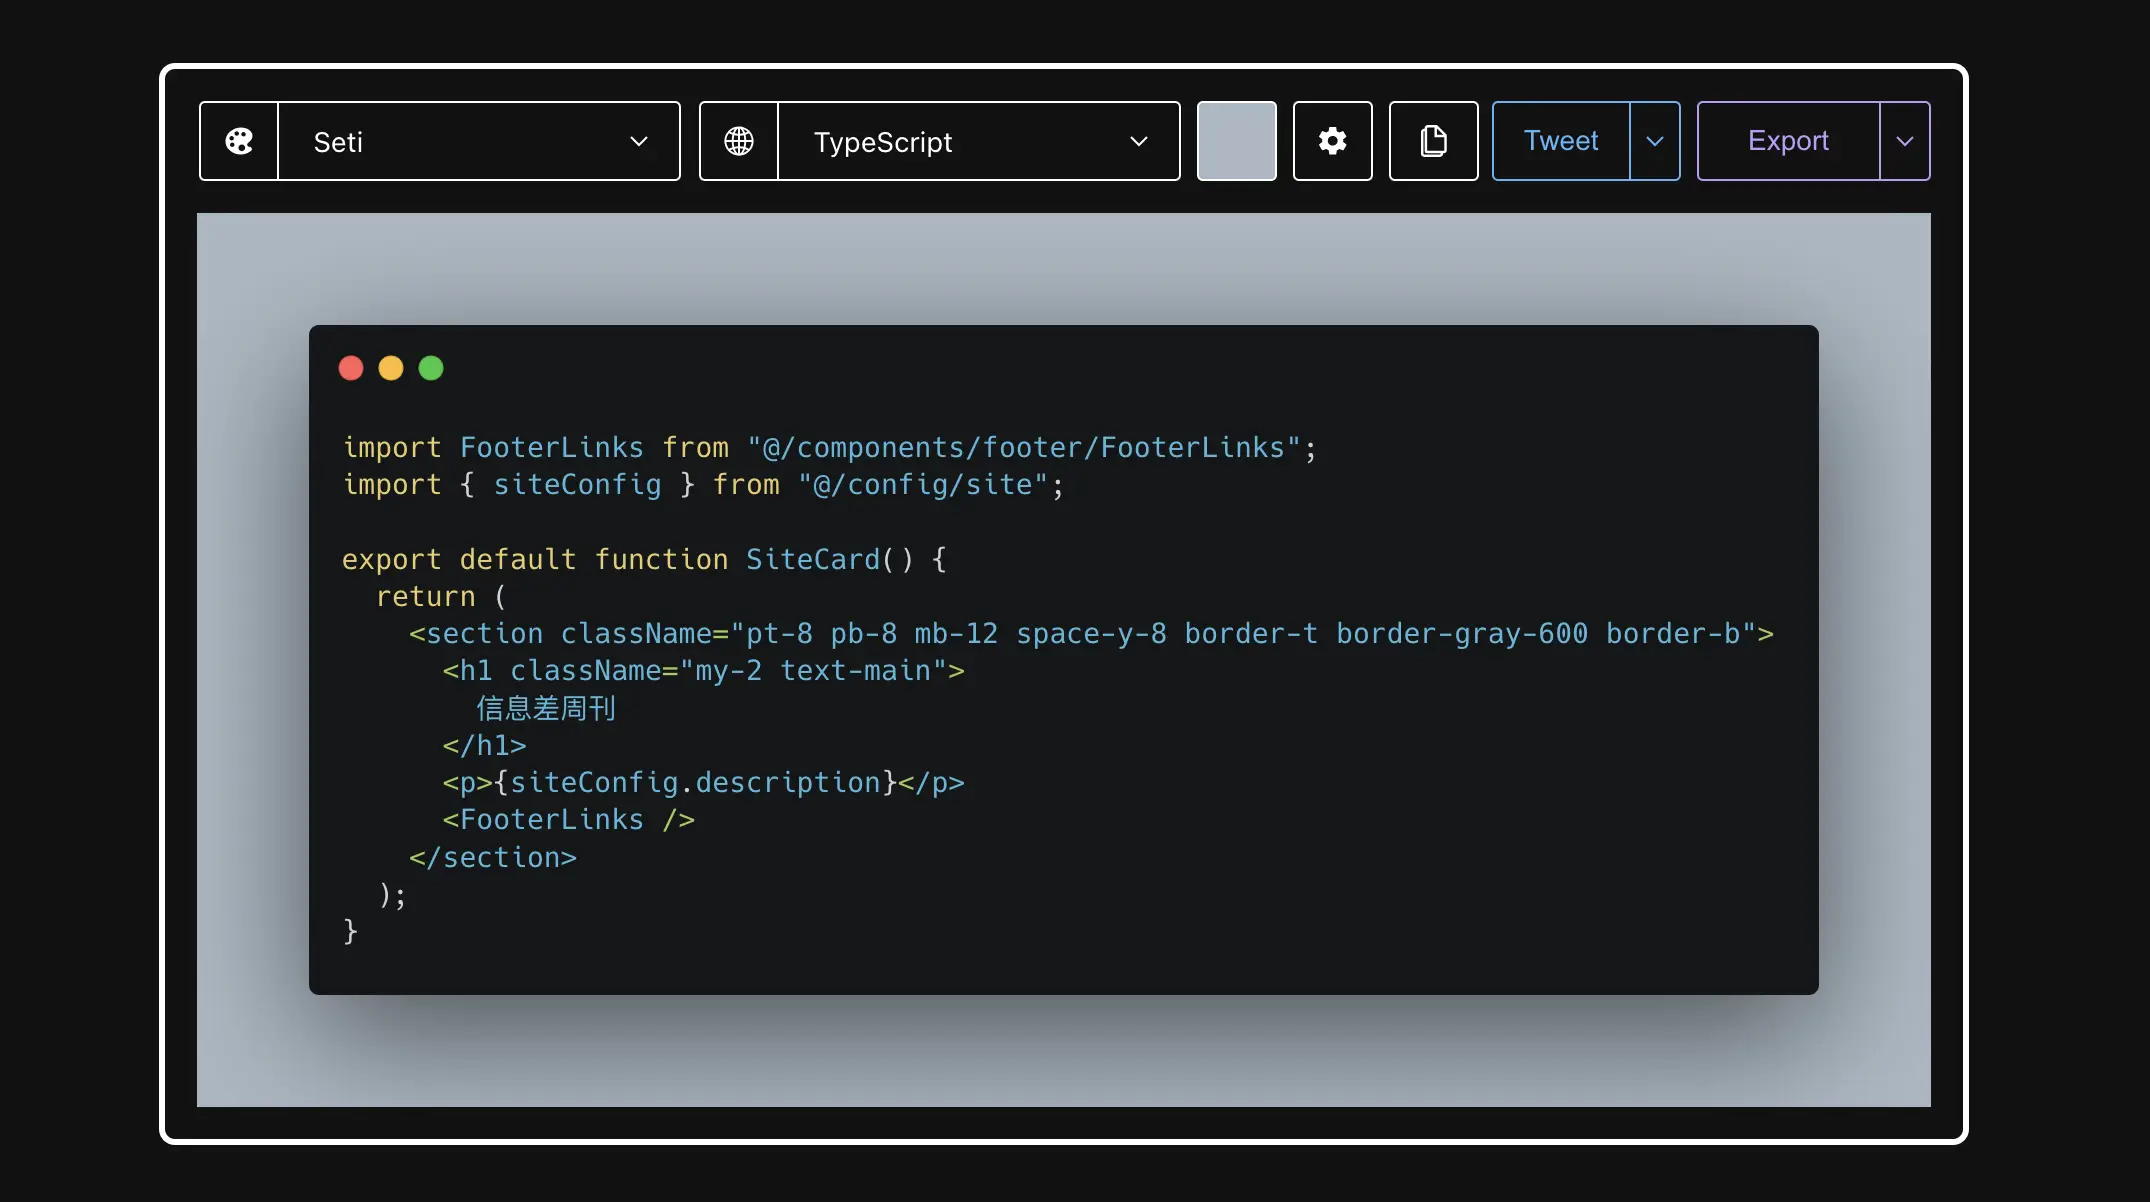 Seti TypeScript Tweet Export
import FooterLinks from "@/components/footer/FooterLinks";
import { siteConfig } from "@/config/site";
export default function SiteCard() {
return (
<section className="pt-8 pb-8 mb-12 space-y-8 border-t border-gray-600 border-b">
<h1 className="my-2 text-main">
信息差周刊
</h1>
<p>{siteConfig.description}</p>
<FooterLinks />
</section>
);
}